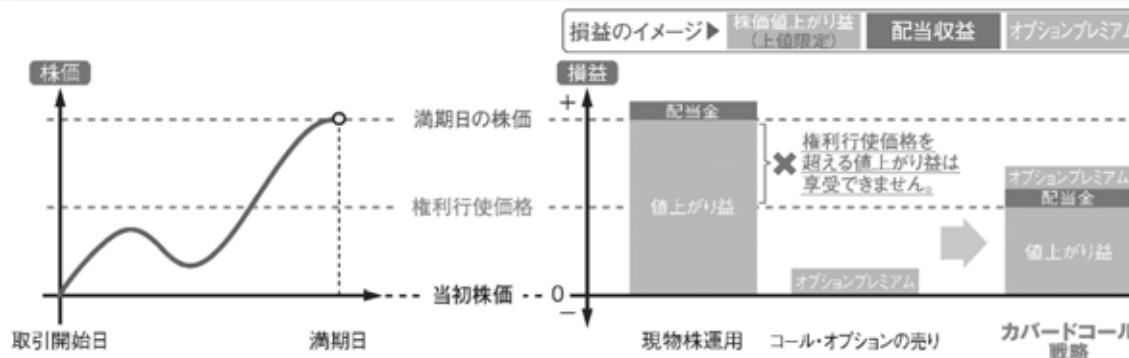 損益のイメージ▶
株価値上がり益
（上値限定）
配当収益
オプションプレミアム
株価
損益
+
満期日の株価
権利行使価格
当初株価
0
−
取引開始日
満期日
配当金
値上がり益
権利行使価格を
超える値上がり益は
享受できません。
オプションプレミアム
オプションプレミアム
配当金
値上がり益
現物株運用
コール・オプションの売り
カバードコール
戦略